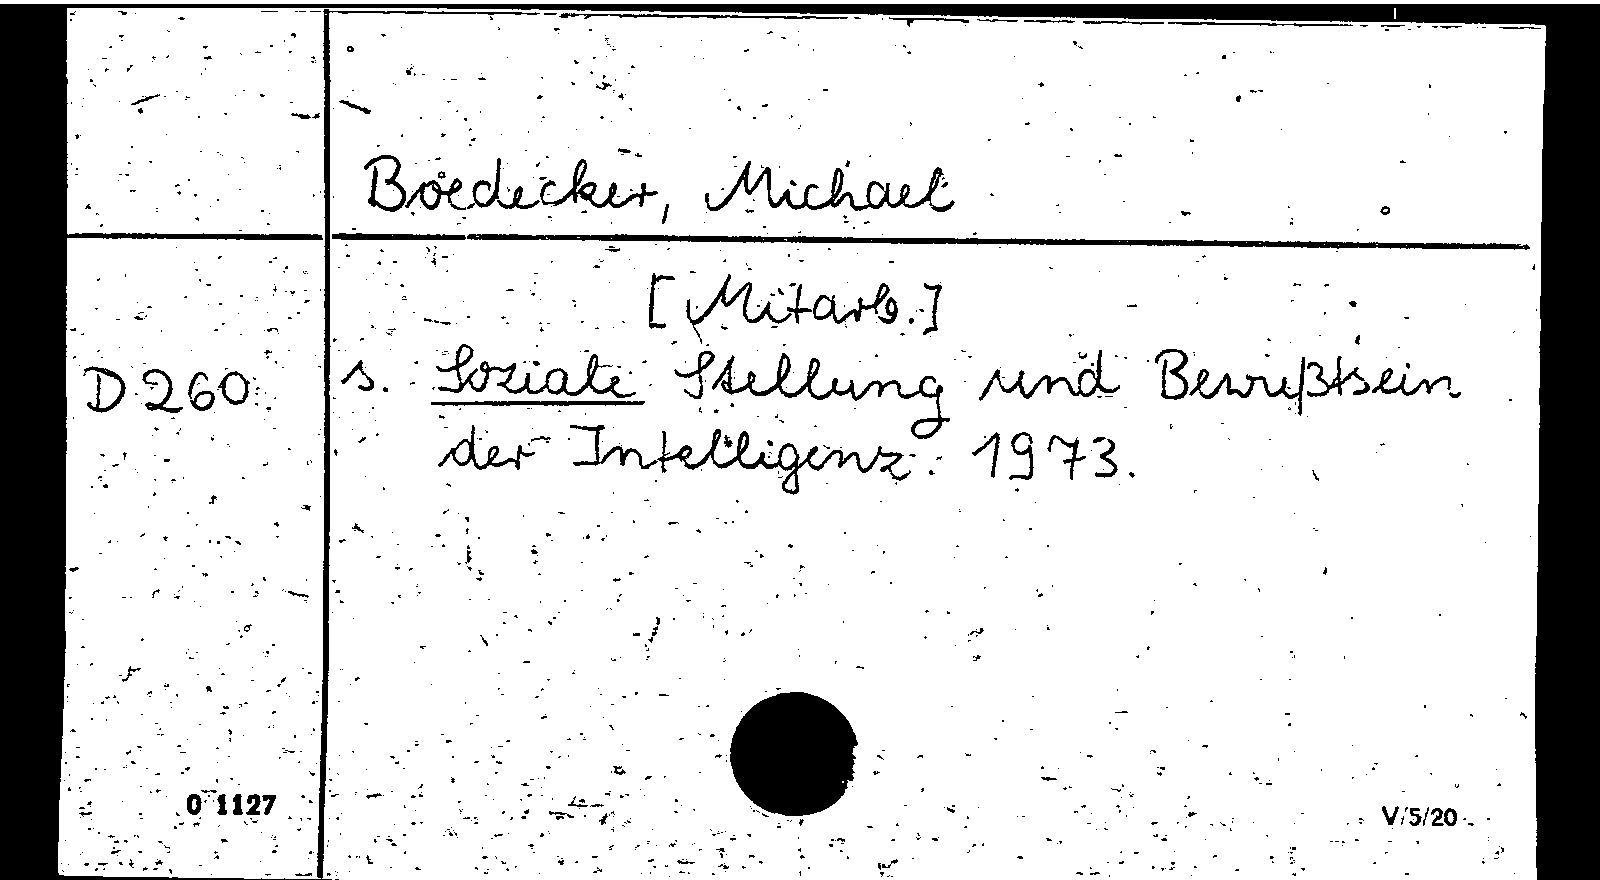 Boedecker, Michael
[Mitarb.]
D 260 s. Soziale Stellung und Bewußtsein
der Intelligenz. 1973.
0 1127 V/5/20